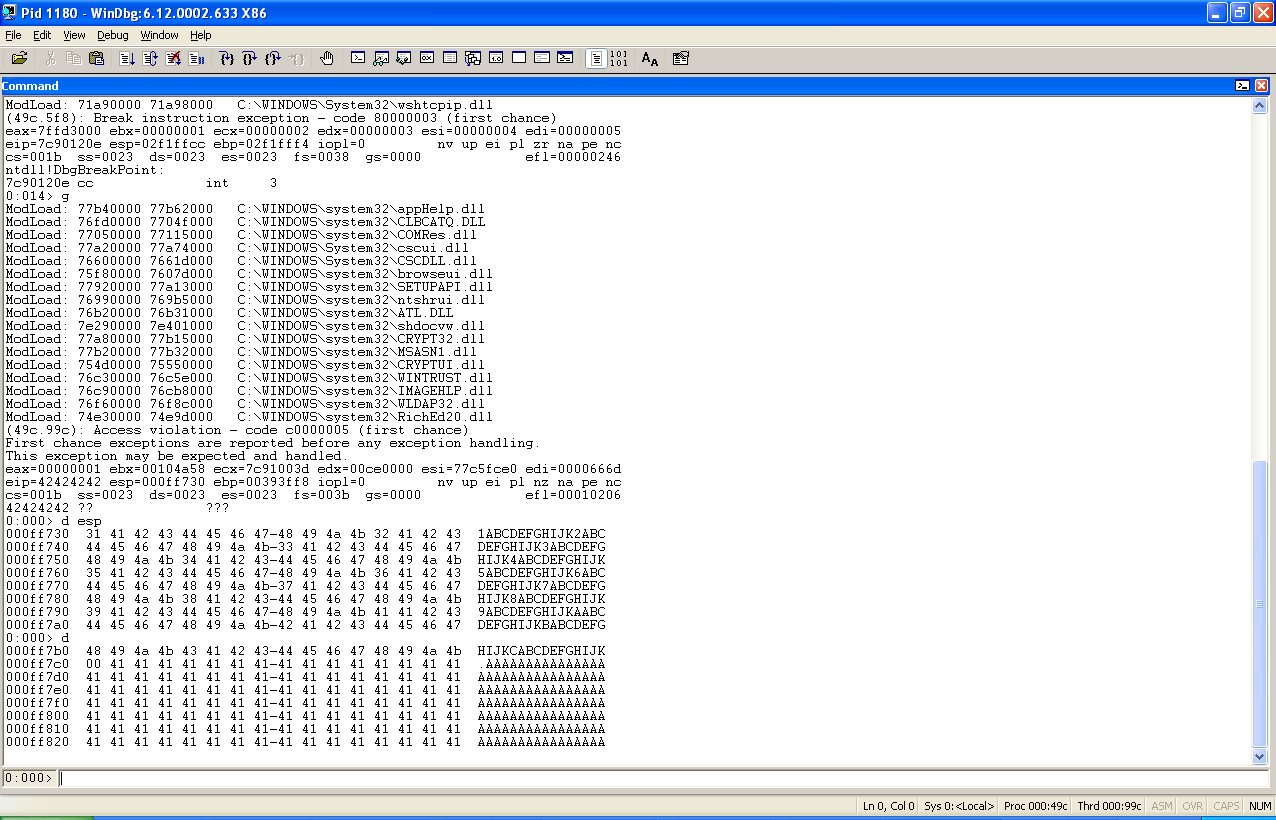 Pid 1180 - WinDbg:6.12.0002.633 X86
File Edit View Debug Window Help
Command
ModLoad: 71a90000 71a98000   C:\WINDOWS\System32\wshtcpip.dll
(49c.5f8): Break instruction exception - code 80000003 (first chance)
eax=7ffd3000 ebx=00000001 ecx=00000002 edx=00000003 esi=00000004 edi=00000005
eip=7c90120e esp=02f1ffcc ebp=02f1fff4 iopl=0         nv up ei pl zr na pe nc
cs=001b  ss=0023  ds=0023  es=0023  fs=0038  gs=0000             efl=00000246
ntdll!DbgBreakPoint:
7c90120e cc              int     3
0:014> g
ModLoad: 77b40000 77b62000   C:\WINDOWS\system32\appHelp.dll
ModLoad: 76fd0000 7704f000   C:\WINDOWS\system32\CLBCATQ.DLL
ModLoad: 77050000 77115000   C:\WINDOWS\system32\COMRes.dll
ModLoad: 77a20000 77a74000   C:\WINDOWS\system32\cscui.dll
ModLoad: 76600000 7661d000   C:\WINDOWS\system32\CSCDLL.dll
ModLoad: 75f80000 7607d000   C:\WINDOWS\system32\browseui.dll
ModLoad: 77920000 77a13000   C:\WINDOWS\system32\SETUPAPI.dll
ModLoad: 76990000 769b5000   C:\WINDOWS\system32\ntshrui.dll
ModLoad: 76b20000 76b31000   C:\WINDOWS\system32\ATL.DLL
ModLoad: 7e290000 7e401000   C:\WINDOWS\system32\shdocvw.dll
ModLoad: 77a80000 77b15000   C:\WINDOWS\system32\CRYPT32.dll
ModLoad: 77b20000 77b32000   C:\WINDOWS\system32\MSASN1.dll
ModLoad: 754d0000 75550000   C:\WINDOWS\system32\CRYPTUI.dll
ModLoad: 76c30000 76c5e000   C:\WINDOWS\system32\WINTRUST.dll
ModLoad: 76c90000 76cb8000   C:\WINDOWS\system32\IMAGEHLP.dll
ModLoad: 76f60000 76f8c000   C:\WINDOWS\system32\WLDAP32.dll
ModLoad: 74e30000 74e9d000   C:\WINDOWS\system32\RichEd20.dll
(49c.99c): Access violation - code c0000005 (first chance)
First chance exceptions are reported before any exception handling.
This exception may be expected and handled.
eax=00000001 ebx=00104a58 ecx=7c91003d edx=00ce0000 esi=77c5fce0 edi=0000666d
eip=42424242 esp=000ff730 ebp=00393ff8 iopl=0         nv up ei pl nz na pe nc
cs=001b  ss=0023  ds=0023  es=0023  fs=003b  gs=0000             efl=00010206
42424242 ??              ???
0:000> d esp
000ff730  31 41 42 43 44 45 46 47-48 49 4a 4b 32 41 42 43  1ABCDEFGHIJK2ABC
000ff740  44 45 46 47 48 49 4a 4b-33 41 42 43 44 45 46 47  DEFGHIJK3ABCDEFG
000ff750  48 49 4a 4b 34 41 42 43-44 45 46 47 48 49 4a 4b  HIJK4ABCDEFGHIJK
000ff760  35 41 42 43 44 45 46 47-48 49 4a 4b 36 41 42 43  5ABCDEFGHIJK6ABC
000ff770  44 45 46 47 48 49 4a 4b-37 41 42 43 44 45 46 47  DEFGHIJK7ABCDEFG
000ff780  48 49 4a 4b 38 41 42 43-44 45 46 47 48 49 4a 4b  HIJK8ABCDEFGHIJK
000ff790  39 41 42 43 44 45 46 47-48 49 4a 4b 41 41 42 43  9ABCDEFGHIJKAABC
000ff7a0  44 45 46 47 48 49 4a 4b-42 41 42 43 44 45 46 47  DEFGHIJKBABCDEFG
0:000> d
000ff7b0  48 49 4a 4b 43 41 42 43-44 45 46 47 48 49 4a 4b  HIJKCABCDEFGHIJK
000ff7c0  00 41 41 41 41 41 41 41-41 41 41 41 41 41 41 41  .AAAAAAAAAAAAAAA
000ff7d0  41 41 41 41 41 41 41 41-41 41 41 41 41 41 41 41  AAAAAAAAAAAAAAAA
000ff7e0  41 41 41 41 41 41 41 41-41 41 41 41 41 41 41 41  AAAAAAAAAAAAAAAA
000ff7f0  41 41 41 41 41 41 41 41-41 41 41 41 41 41 41 41  AAAAAAAAAAAAAAAA
000ff800  41 41 41 41 41 41 41 41-41 41 41 41 41 41 41 41  AAAAAAAAAAAAAAAA
000ff810  41 41 41 41 41 41 41 41-41 41 41 41 41 41 41 41  AAAAAAAAAAAAAAAA
000ff820  41 41 41 41 41 41 41 41-41 41 41 41 41 41 41 41  AAAAAAAAAAAAAAAA
0:000>
Ln 0, Col 0 Sys 0:<Local> Proc 000:49c Thrd 000:99c ASM OVR CAPS NUM